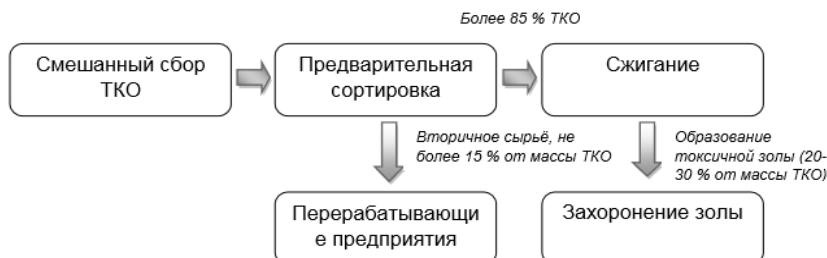 Более 85 % ТКО
Смешанный сбор
ТКО
Предварительная
сортировка
Сжигание
Вторичное сырьё, не
более 15 % от массы ТКО
Образование
токсичной золы (20-
30 % от массы ТКО)
Перерабатывающи
е предприятия
Захоронение золы